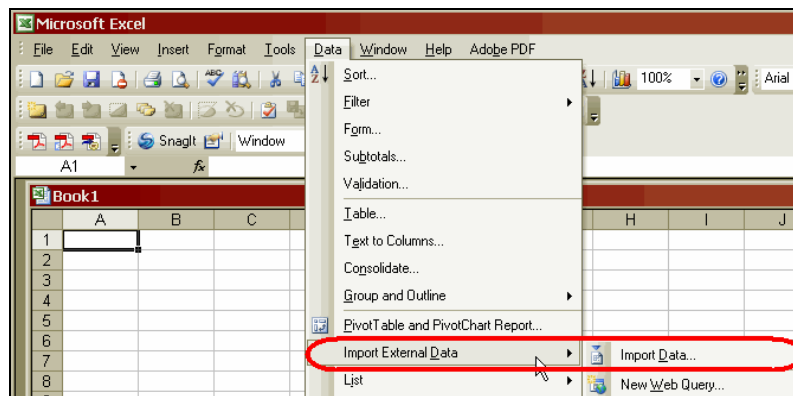 Microsoft Excel
File Edit View Insert Format Tools Data Window Help Adobe PDF
Sort...
100%
Arial
Filter
Form...
SnagIt Window
Subtotals...
A1 fx
Validation...
Book1
Table...
A B C H I J
1
Text to Columns...
2
Consolidate...
3
Group and Outline
4
5
PivotTable and PivotChart Report...
6
Import External Data Import Data...
7
List New Web Query...
8